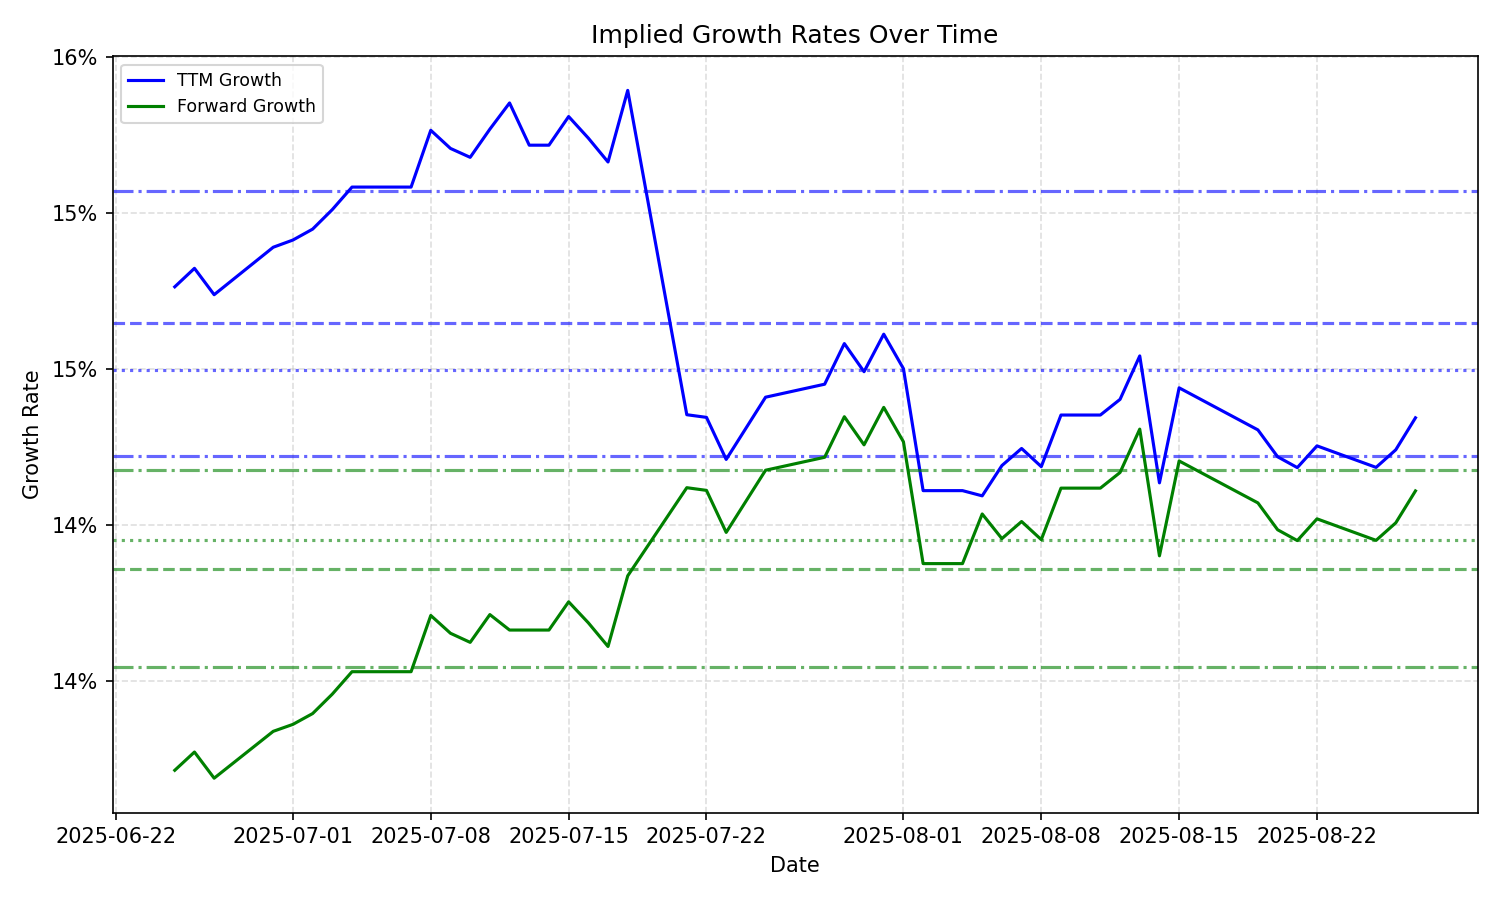 Implied Growth Rates Over Time
16%
15%
15%
14%
14%
Growth Rate
TTM Growth
Forward Growth
2025-06-22 2025-07-01 2025-07-08 2025-07-15 2025-07-22 2025-08-01 2025-08-08 2025-08-15 2025-08-22
Date